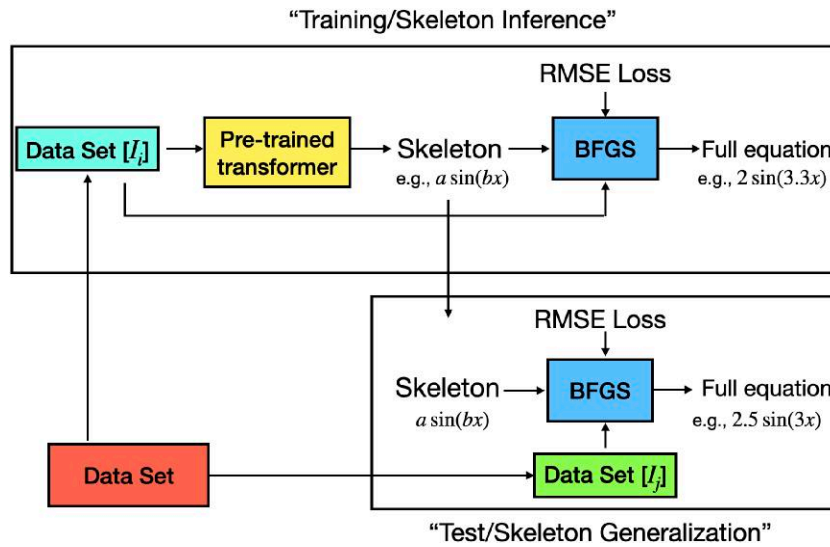 “Training/Skeleton Inference”
RMSE Loss
Data Set [I_i]
Pre-trained
transformer
Skeleton
e.g., a sin(bx)
BFGS
Full equation
e.g., 2 sin(3.3x)
RMSE Loss
Skeleton
a sin(bx)
BFGS
Full equation
e.g., 2.5 sin(3x)
Data Set
Data Set [I_j]
“Test/Skeleton Generalization”